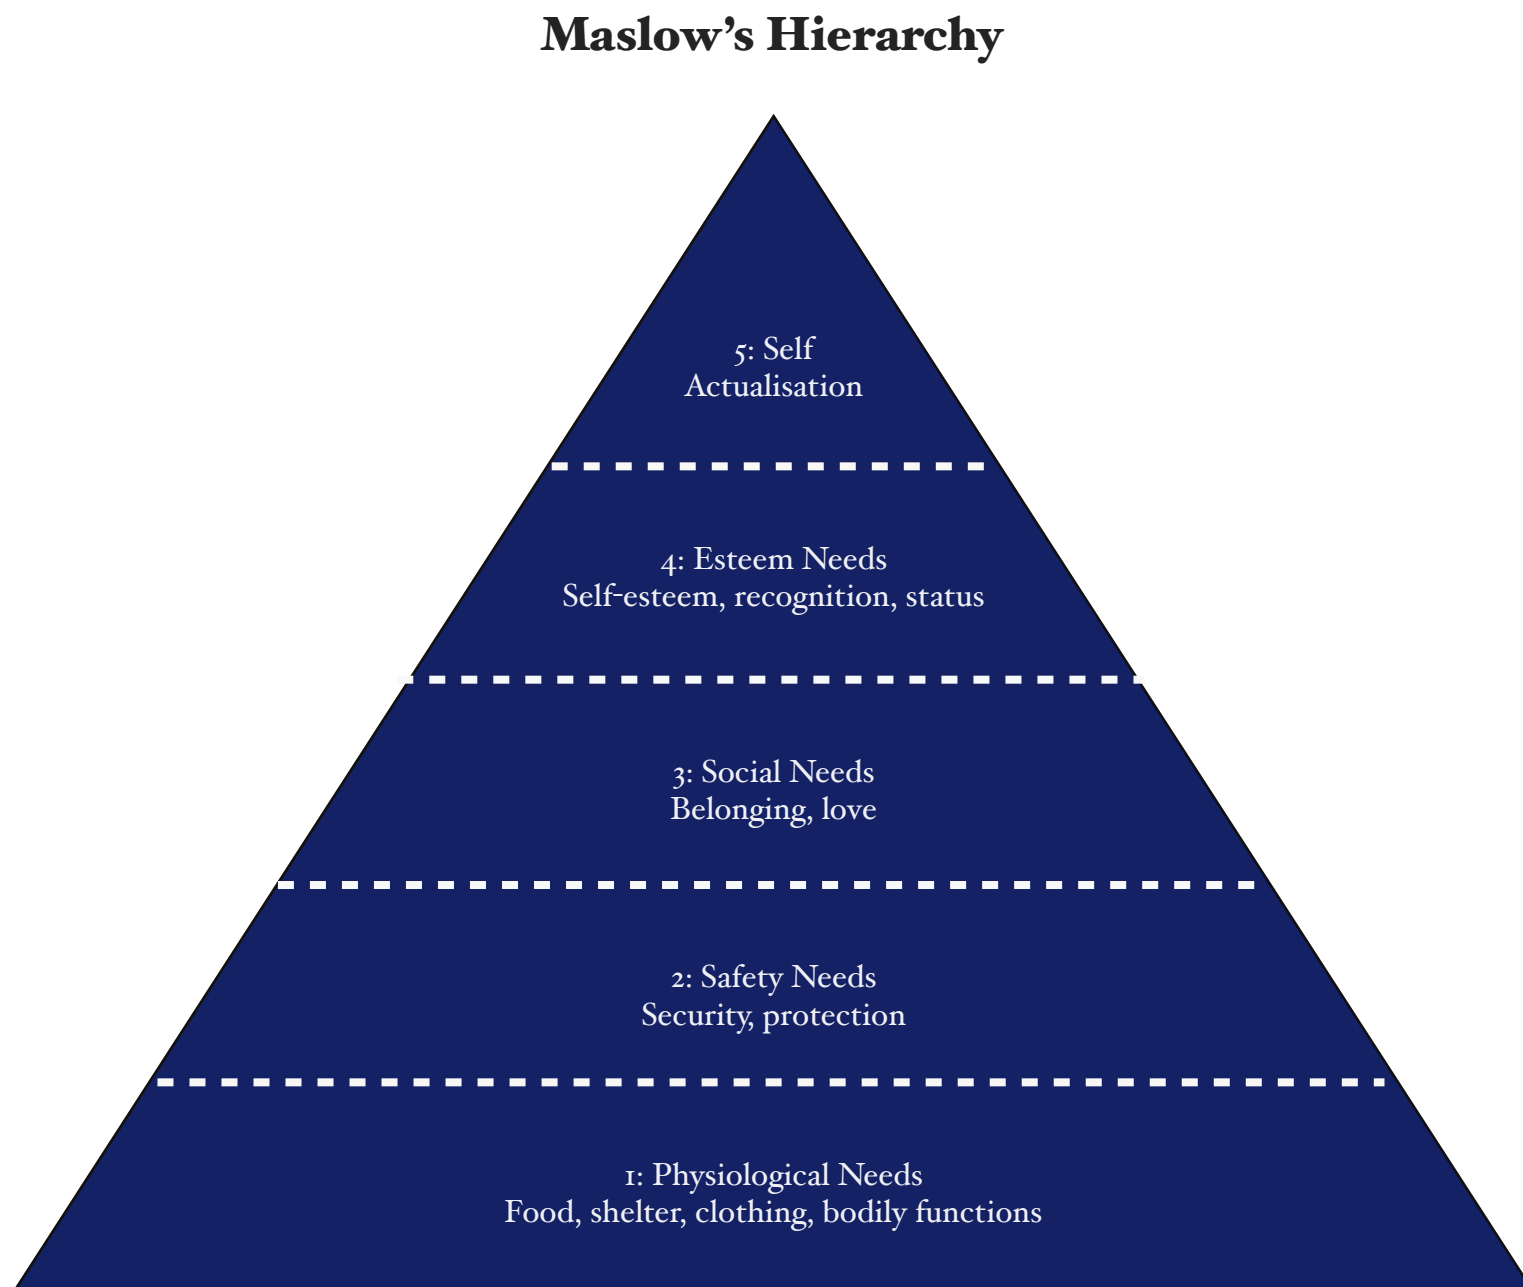 Maslow’s Hierarchy
5: Self
Actualisation
4: Esteem Needs
Self-esteem, recognition, status
3: Social Needs
Belonging, love
2: Safety Needs
Security, protection
1: Physiological Needs
Food, shelter, clothing, bodily functions